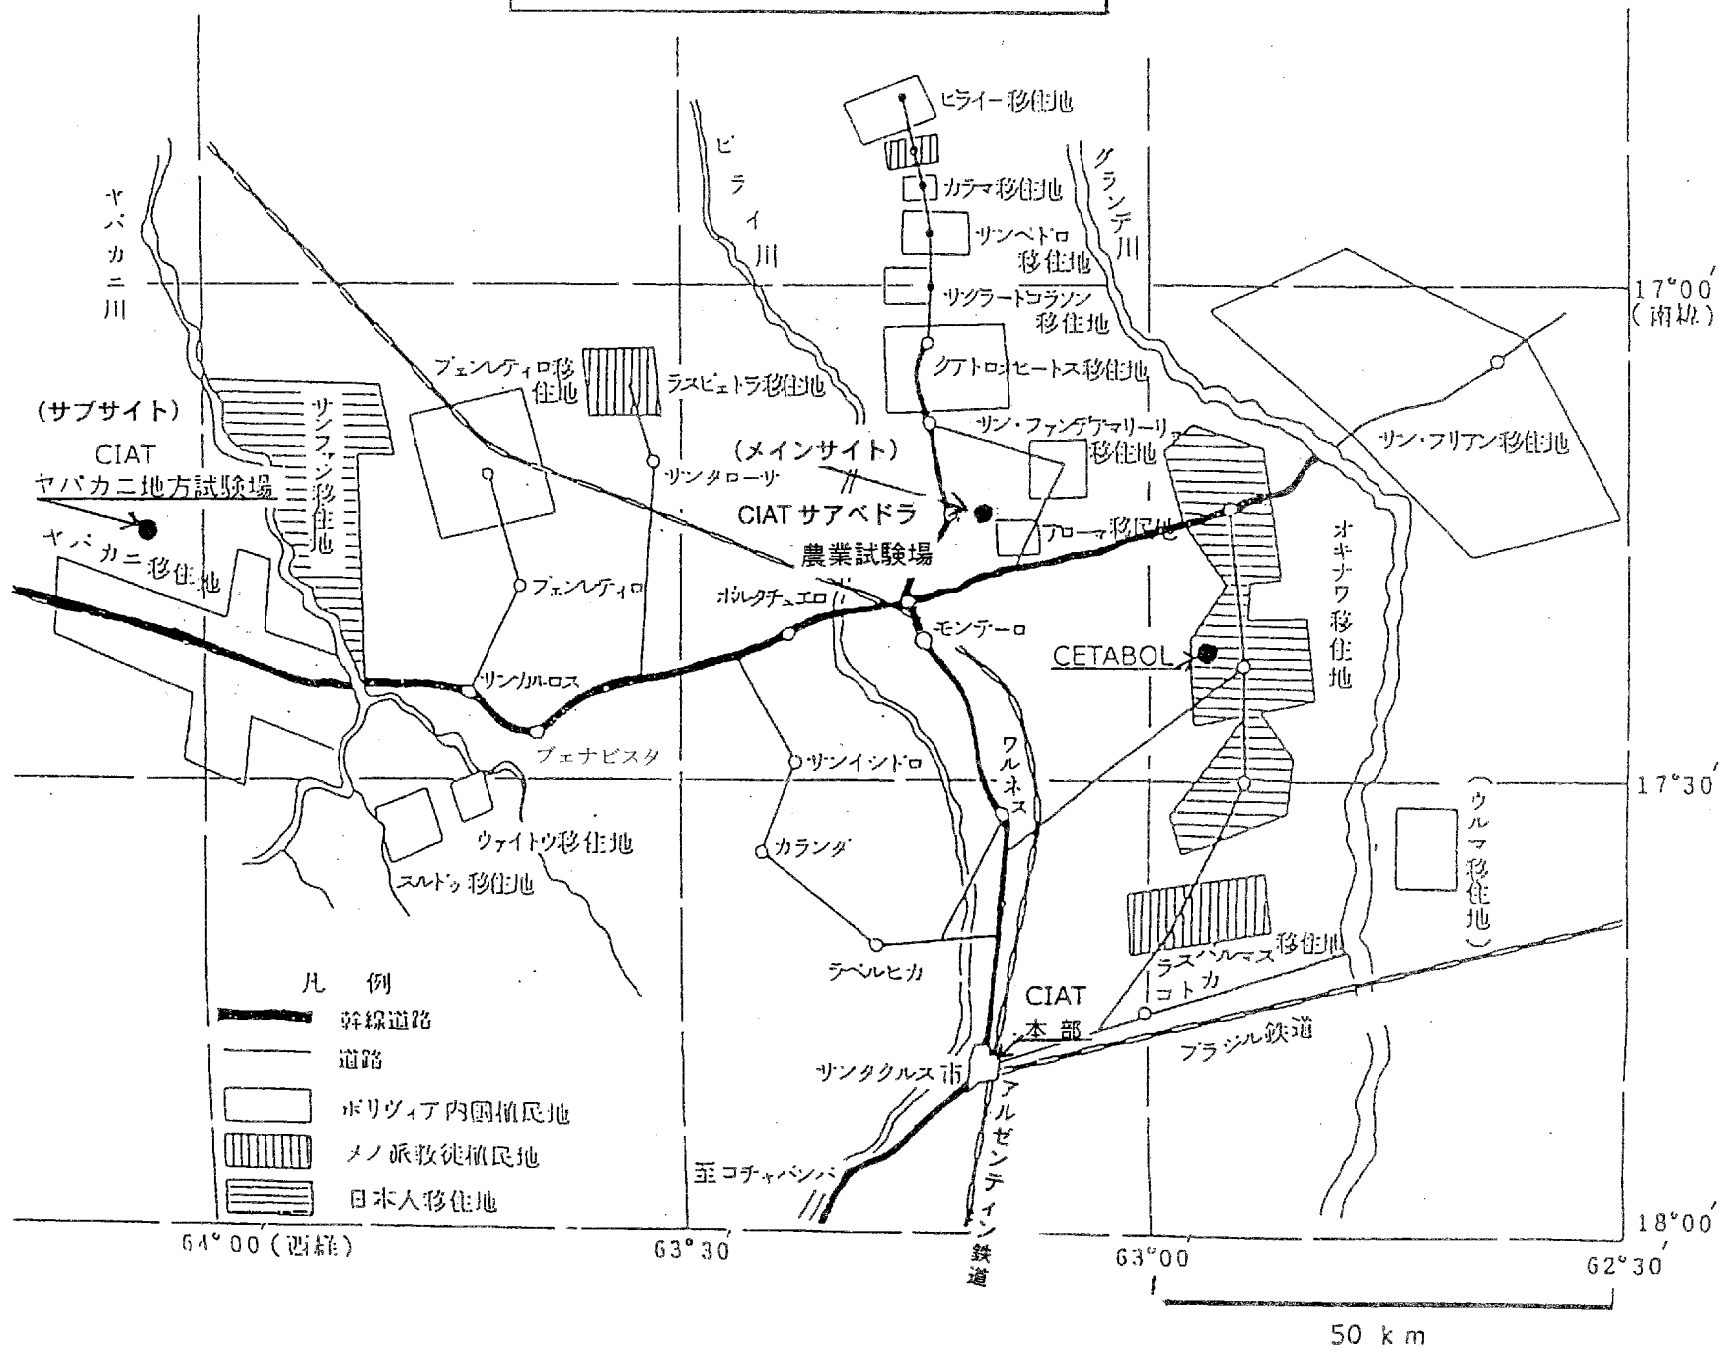 ヒライー移住地
カラマ移住地
サンペドロ
移住地
サグラートコラソン
移住地
クアトロンヒートス移住地
ピライ川
グランデ川
ヤパカニ川
17°00′
(南緯)
ブェンレティロ移
住地
ラスピェトラ移住地
(サブサイト)
CIAT
ヤパカニ地方試験場
サンファン移住地
(メインサイト)
サン・ファンデアマリーリョ
移住地
サン・フリアン移住地
サンタローサ
CIAT サアベドラ
農業試験場
アローマ移民地
オキナワ移住地
ヤパカニ移住地
ブェンレティロ
ポルタチュエロ
モンテーロ
CETABOL
サンカルロス
ブェナビスタ
サンイシドロ
ワルネス
17°30′
(ウルマ移住地)
ヴァイトウ移住地
カランダ
スルトゥ移住地
ラベルヒカ
ラスパルマス移住地
コトカ
CIAT
本部
ブラジル鉄道
サンタクルス市
アルゼンティン鉄道
至コチャバンバ
凡 例
幹線道路
道路
ボリヴィア内国植民地
メノ派教徒植民地
日本人移住地
64°00(西経)
63°30′
63°00′
62°30′
18°00′
50 km